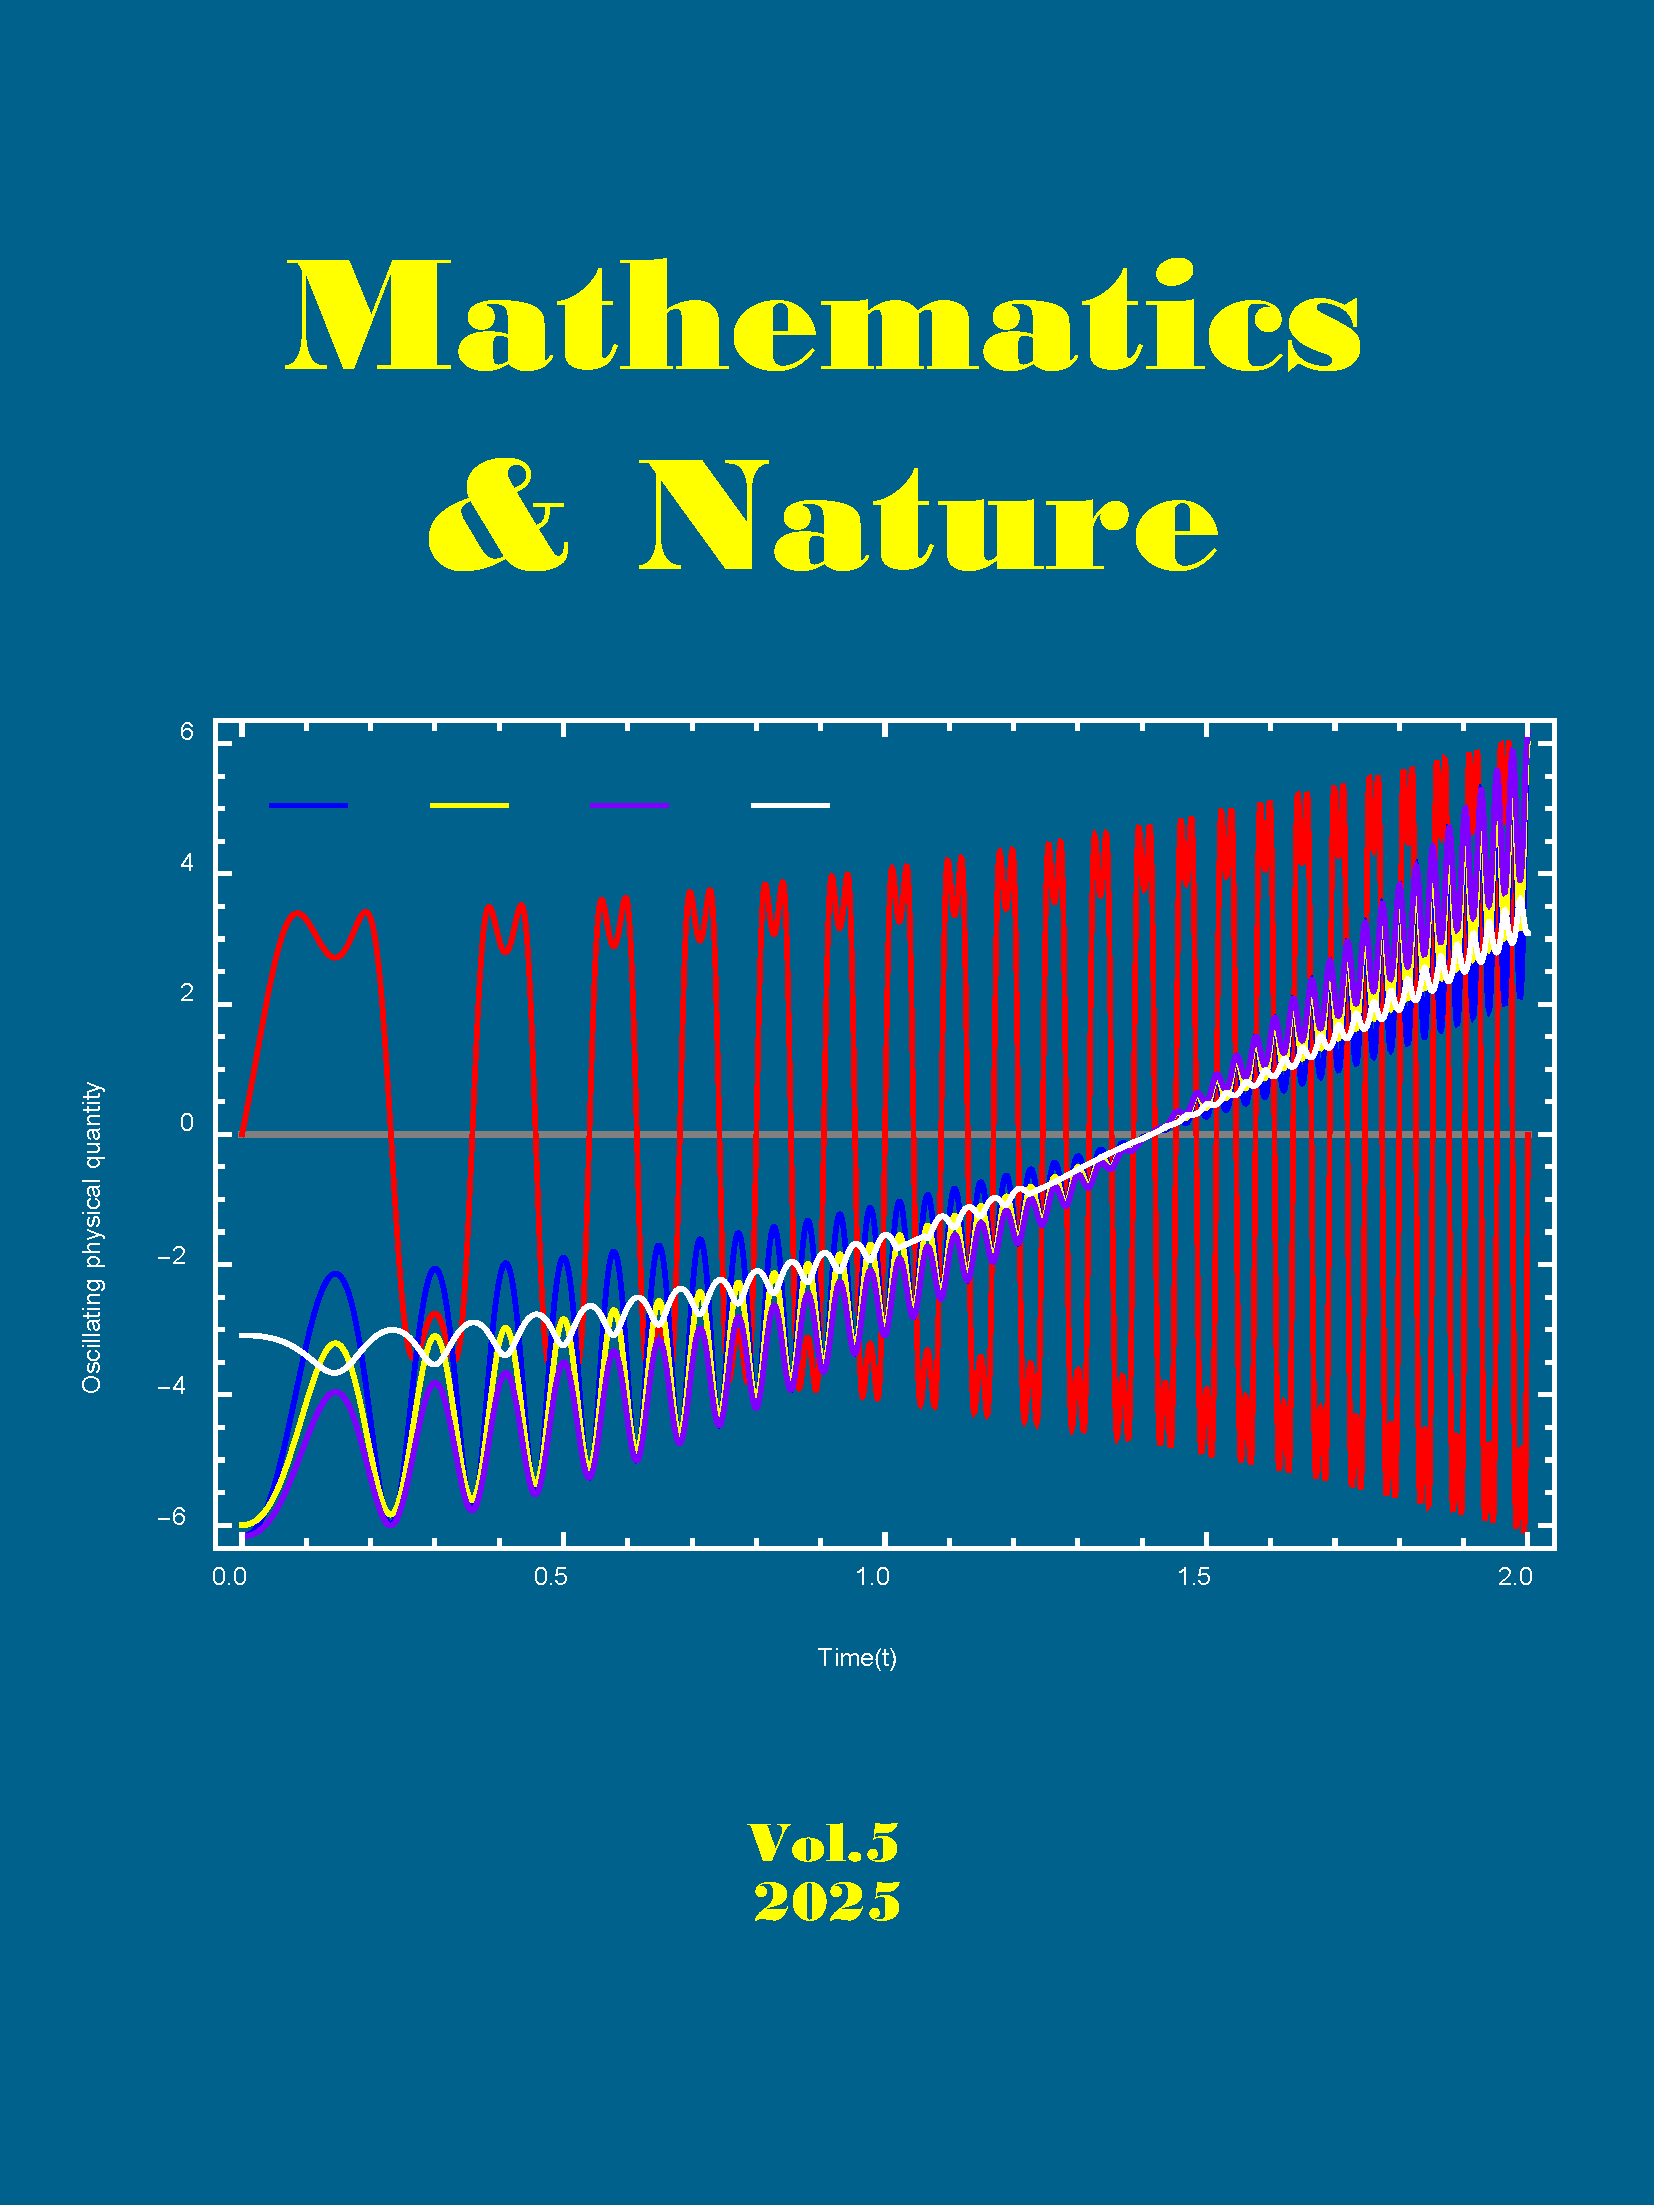 Mathematics
& Nature
6
4
2
0
−2
−4
−6
Oscillating physical quantity
0.0 0.5 1.0 1.5 2.0
Time(t)
Vol.5
2025